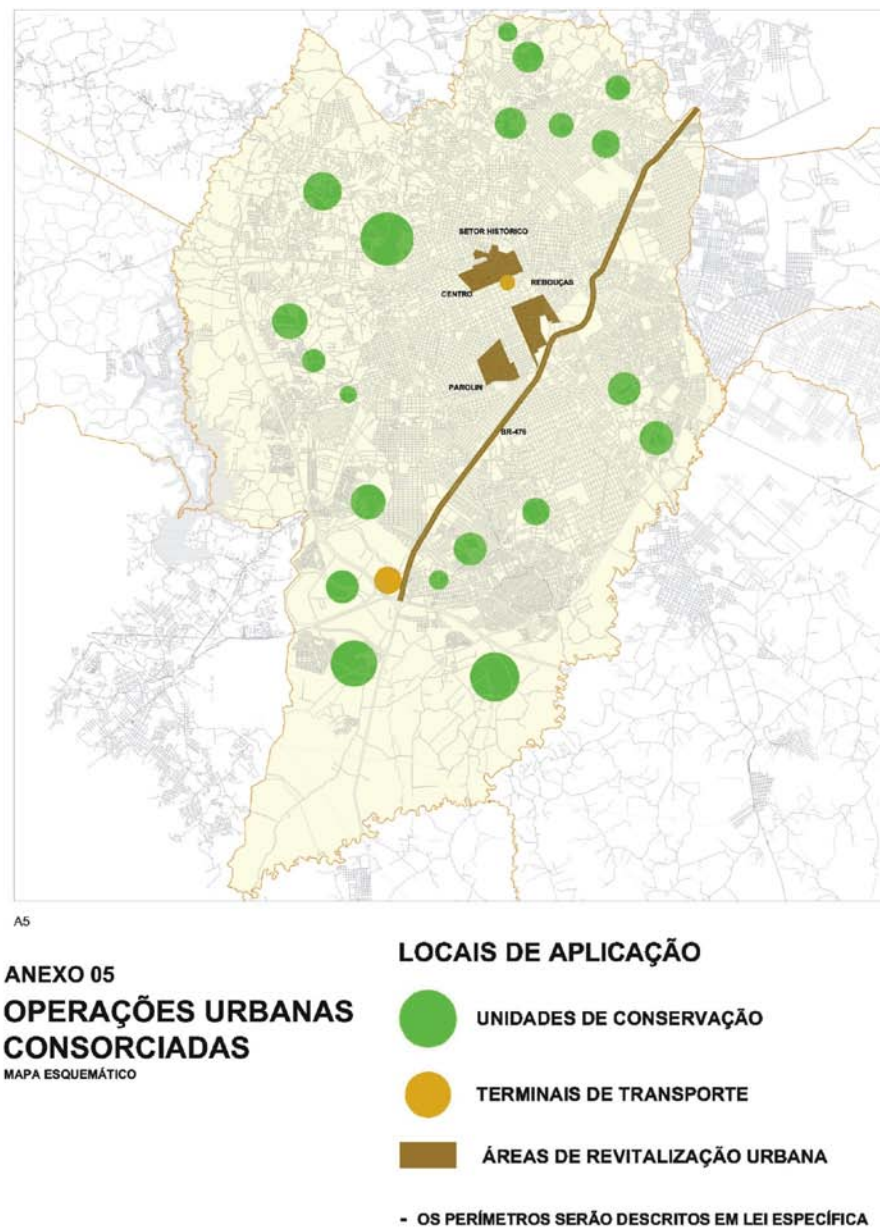 SETOR HISTÓRICO
REBOUÇAS
CENTRO
PAROLIN
BR-476
A5
ANEXO 05
OPERAÇÕES URBANAS
CONSORCIADAS
MAPA ESQUEMÁTICO
LOCAIS DE APLICAÇÃO
UNIDADES DE CONSERVAÇÃO
TERMINAIS DE TRANSPORTE
ÁREAS DE REVITALIZAÇÃO URBANA
- OS PERÍMETROS SERÃO DESCRITOS EM LEI ESPECÍFICA